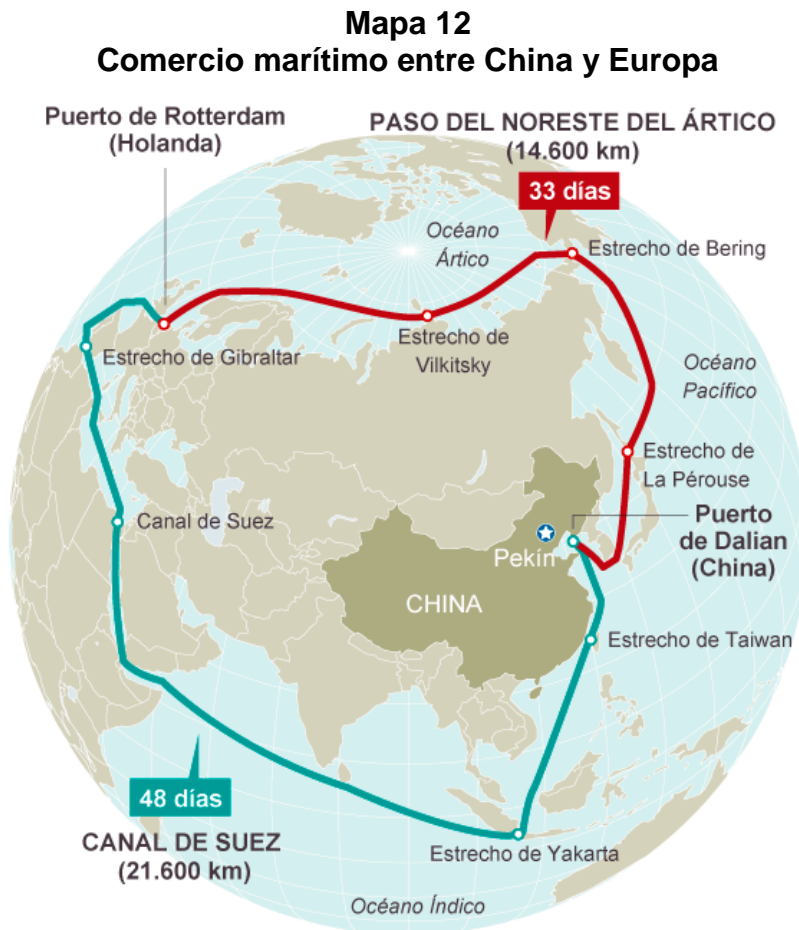 Mapa 12
Comercio marítimo entre China y Europa
Puerto de Rotterdam
(Holanda)
PASO DEL NORESTE DEL ÁRTICO
(14.600 km)
33 días
Océano
Ártico
Estrecho de Bering
Estrecho de Gibraltar
Estrecho de
Vilkitsky
Océano
Pacífico
Estrecho de
La Pérouse
Canal de Suez
Puerto
de Dalian
(China)
Pekín
CHINA
Estrecho de Taiwan
48 días
CANAL DE SUEZ
(21.600 km)
Estrecho de Yakarta
Océano Índico